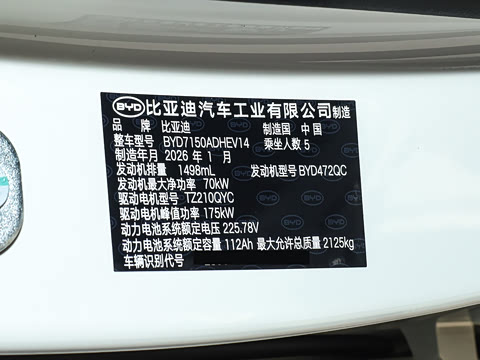 BYD 比亚迪汽车工业有限公司制造
品 牌 比亚迪 制造国 中国
整车型号 BYD7150ADHEV14 乘坐人数 5
制造年月 2026 年 1 月
发动机排量 1498mL 发动机型号 BYD472QC
发动机最大净功率 70kW
驱动电机型号 TZ210QYC
驱动电机峰值功率 175kW
动力电池系统额定电压 225.78V
动力电池系统额定容量 112Ah 最大允许总质量 2125kg
车辆识别代号